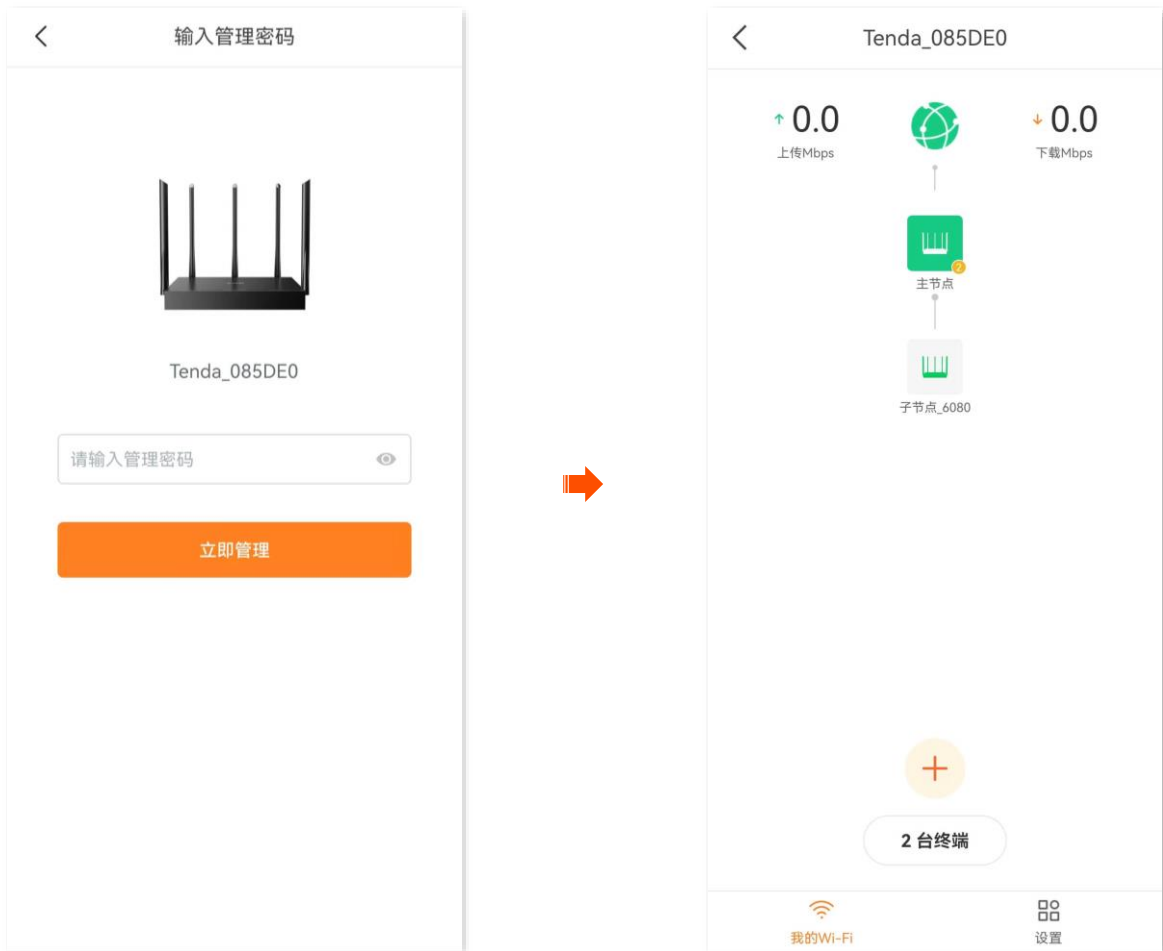 输入管理密码
Tenda_085DE0
请输入管理密码
立即管理
Tenda_085DE0
↑ 0.0
↓ 0.0
上传Mbps
下载Mbps
2
主节点
子节点_6080
2 台终端
我的Wi-Fi
设置